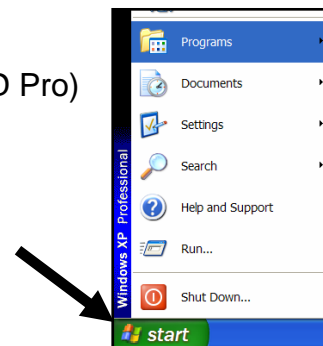 Programs
O Pro)
Documents
Settings
Search
Help and Support
Run...
Shut Down...
Windows XP Professional
start